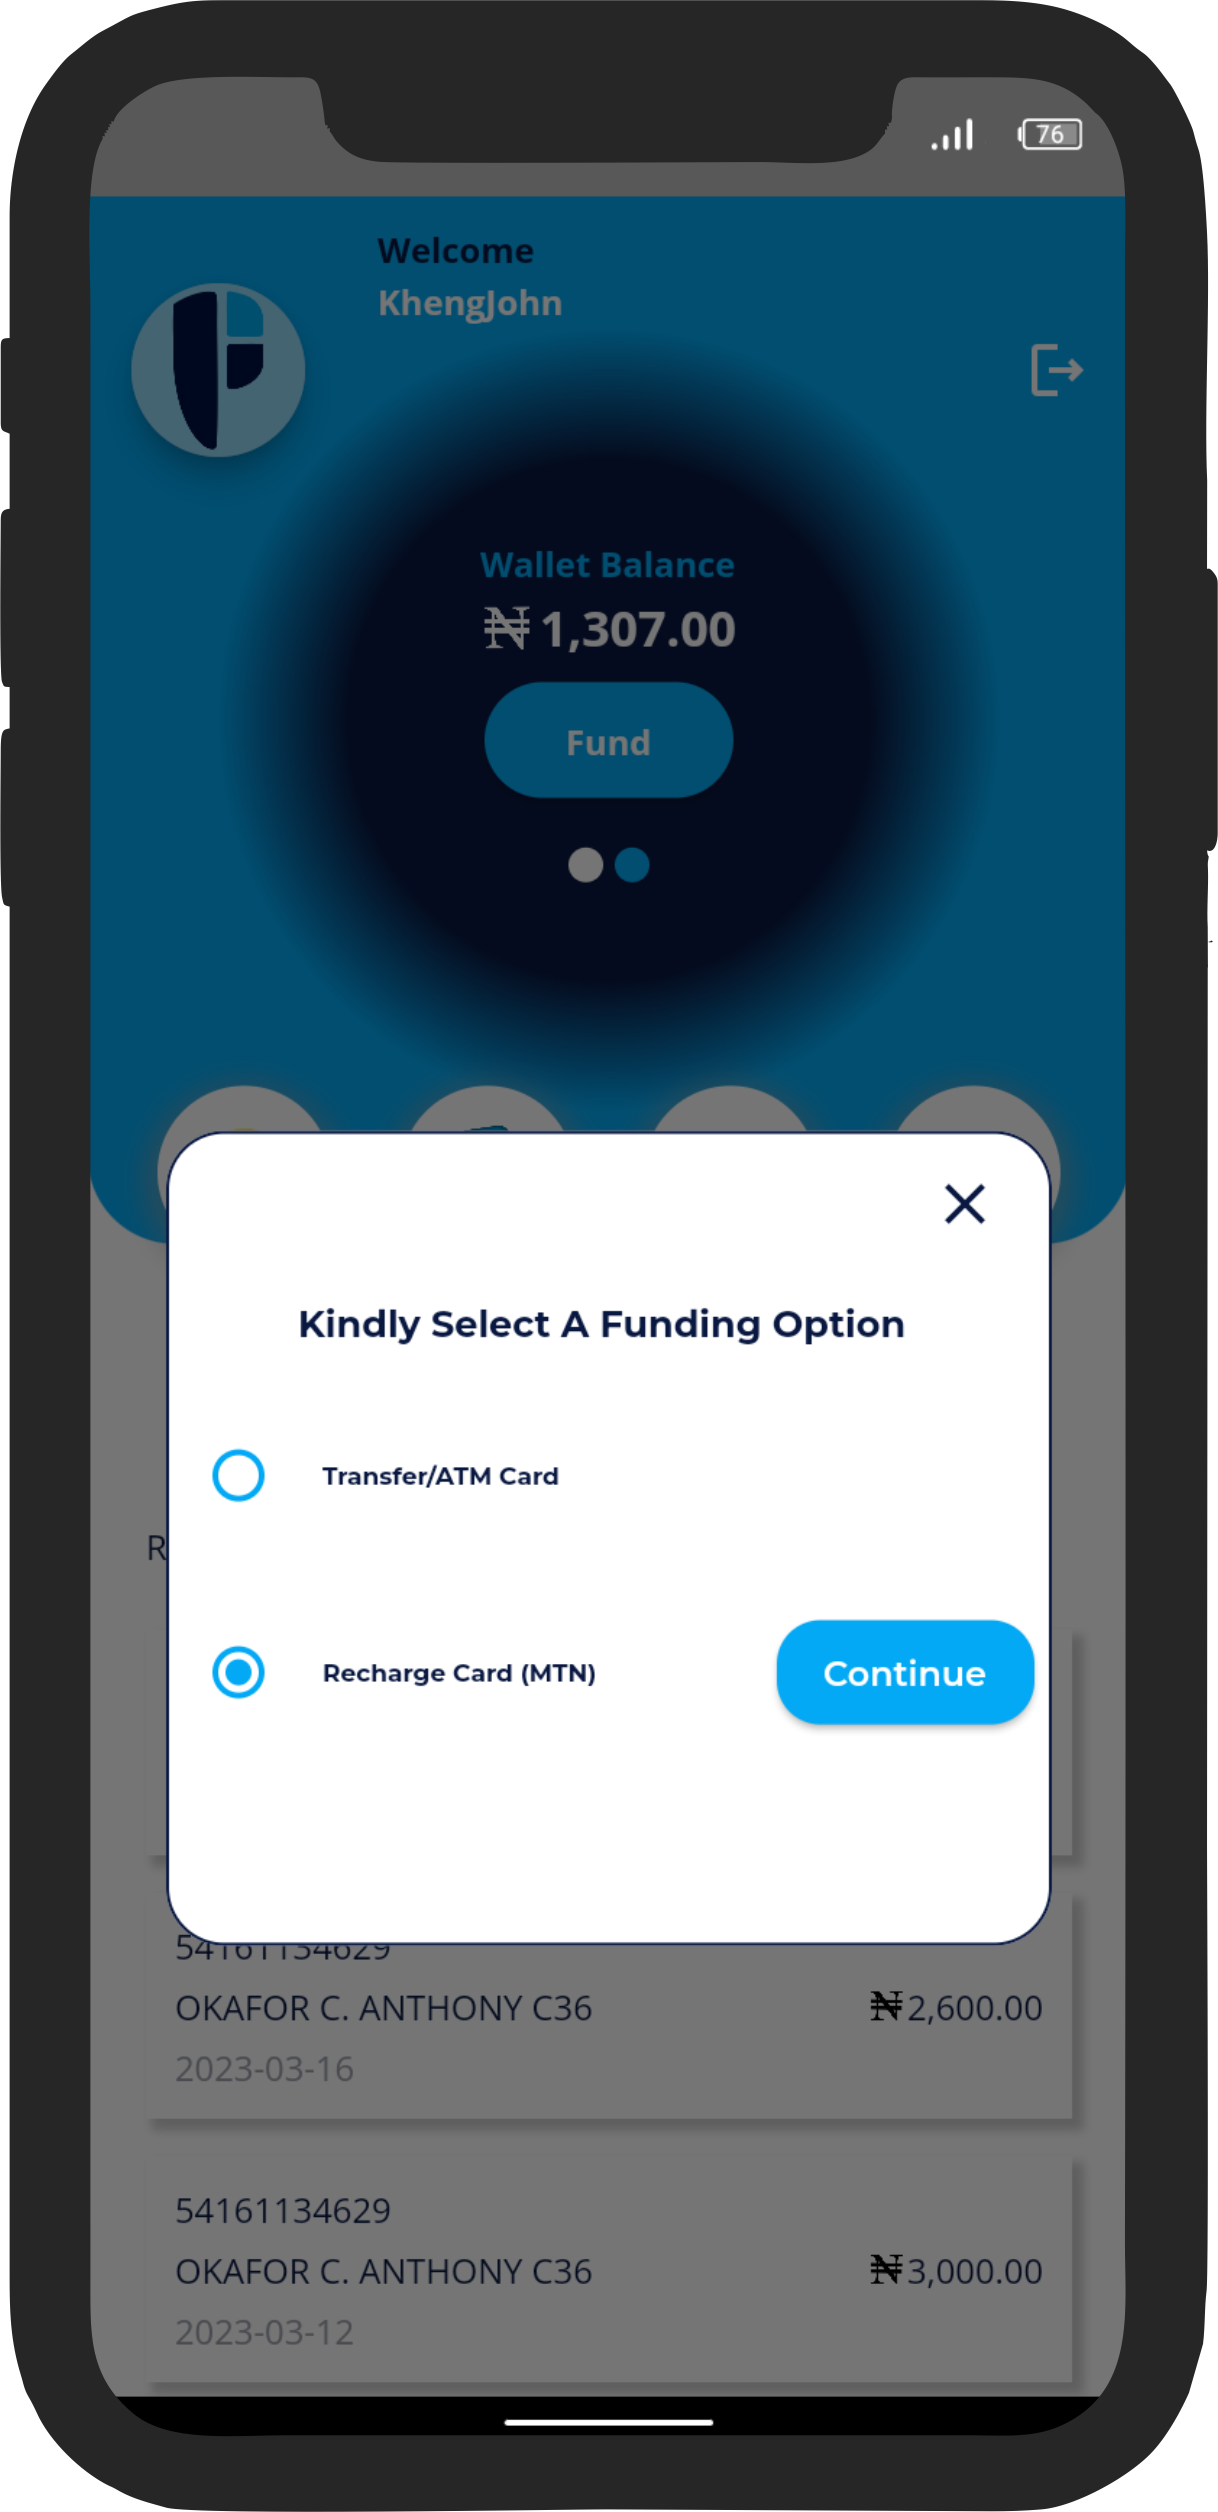 76
Welcome
KhengJohn
Wallet Balance
₦ 1,307.00
Fund
Kindly Select A Funding Option
Transfer/ATM Card
R
Recharge Card (MTN)
Continue
54161134629
OKAFOR C. ANTHONY C36
₦ 2,600.00
2023-03-16
54161134629
OKAFOR C. ANTHONY C36
₦ 3,000.00
2023-03-12